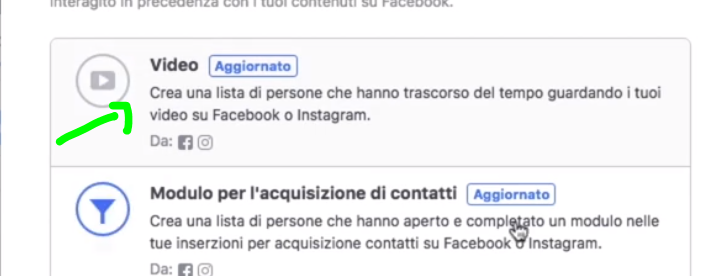 interagito in precedenza con i tuoi contenuti su Facebook.
Video Aggiornato
Crea una lista di persone che hanno trascorso del tempo guardando i tuoi
video su Facebook o Instagram.
Da:
Modulo per l'acquisizione di contatti Aggiornato
Crea una lista di persone che hanno aperto e completato un modulo nelle
tue inserzioni per acquisizione contatti su Facebook o Instagram.
Da: